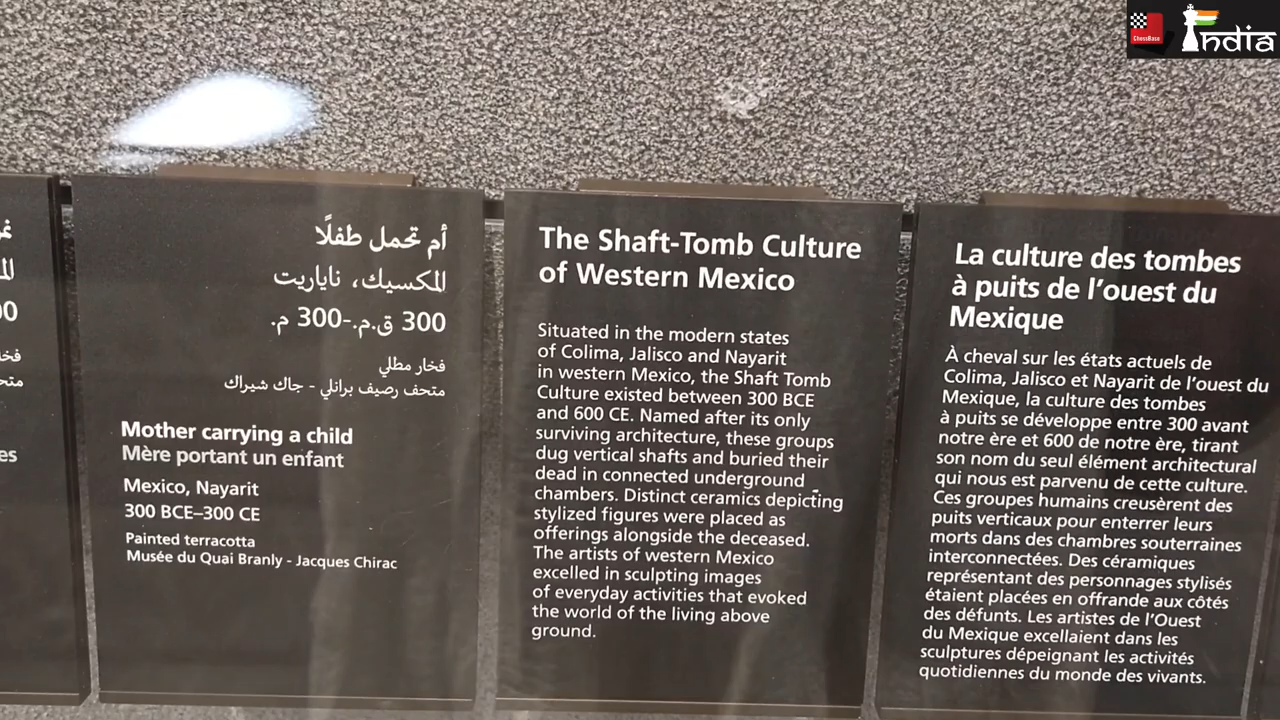 ChessBase
India
أم تحمل طفلًا
المكسيك، ناياريت
300 ق.م.-300 م.
فخار مطلي
متحف رصيف برانلي - جاك شيراك
Mother carrying a child
Mère portant un enfant
Mexico, Nayarit
300 BCE–300 CE
Painted terracotta
Musée du Quai Branly - Jacques Chirac
The Shaft-Tomb Culture
of Western Mexico
Situated in the modern states
of Colima, Jalisco and Nayarit
in western Mexico, the Shaft Tomb
Culture existed between 300 BCE
and 600 CE. Named after its only
surviving architecture, these groups
dug vertical shafts and buried their
dead in connected underground
chambers. Distinct ceramics depicting
stylized figures were placed as
offerings alongside the deceased.
The artists of western Mexico
excelled in sculpting images
of everyday activities that evoked
the world of the living above
ground.
La culture des tombes
à puits de l'ouest du
Mexique
À cheval sur les états actuels de
Colima, Jalisco et Nayarit de l'ouest du
Mexique, la culture des tombes
à puits se développe entre 300 avant
notre ère et 600 de notre ère, tirant
son nom du seul élément architectural
qui nous est parvenu de cette culture.
Ces groupes humains creusèrent des
puits verticaux pour enterrer leurs
morts dans des chambres souterraines
interconnectées. Des céramiques
représentant des personnages stylisés
étaient placées en offrande aux côtés
des défunts. Les artistes de l'Ouest
du Mexique excellaient dans les
sculptures dépeignant les activités
quotidiennes du monde des vivants.